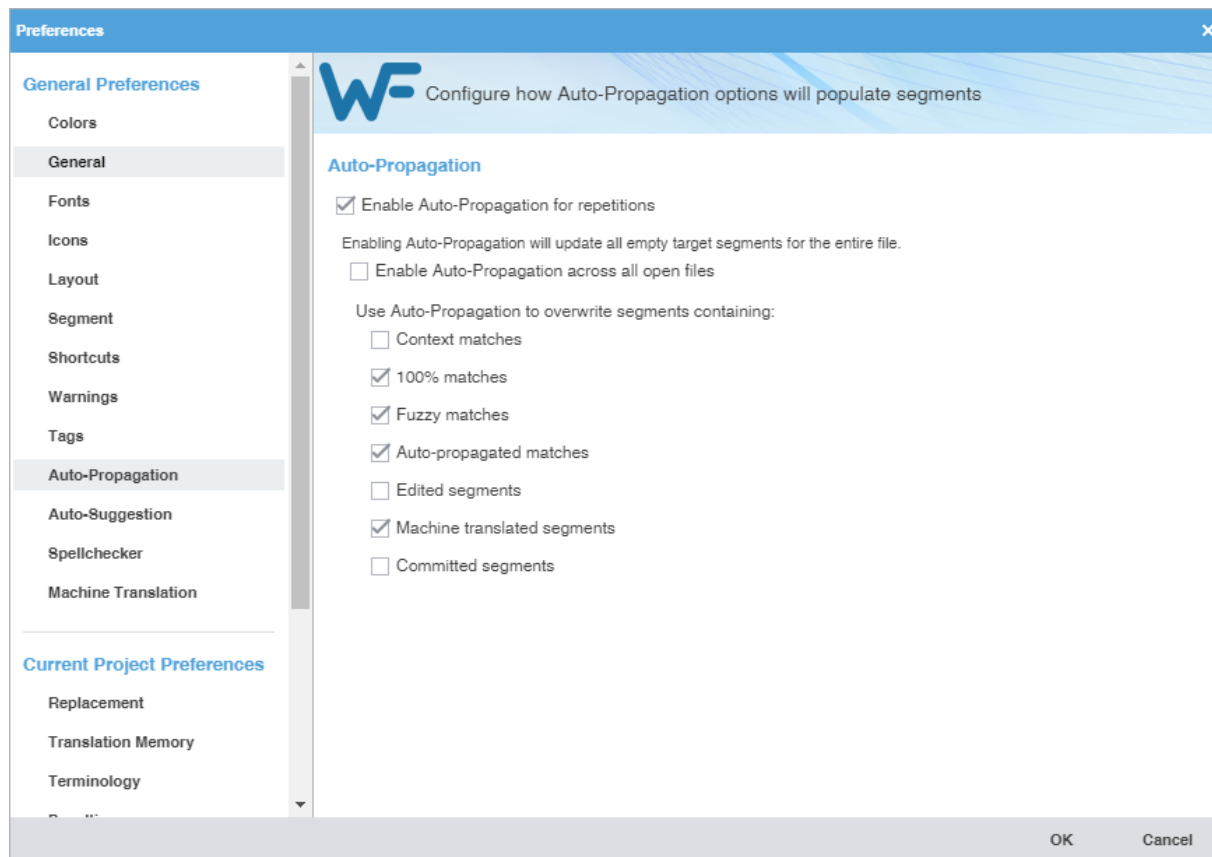 Preferences
General Preferences
Colors
General
Fonts
Icons
Layout
Segment
Shortcuts
Warnings
Tags
Auto-Propagation
Auto-Suggestion
Spellchecker
Machine Translation
Current Project Preferences
Replacement
Translation Memory
Terminology
WF
Configure how Auto-Propagation options will populate segments
Auto-Propagation
Enable Auto-Propagation for repetitions
Enabling Auto-Propagation will update all empty target segments for the entire file.
Enable Auto-Propagation across all open files
Use Auto-Propagation to overwrite segments containing:
Context matches
100% matches
Fuzzy matches
Auto-propagated matches
Edited segments
Machine translated segments
Committed segments
OK Cancel